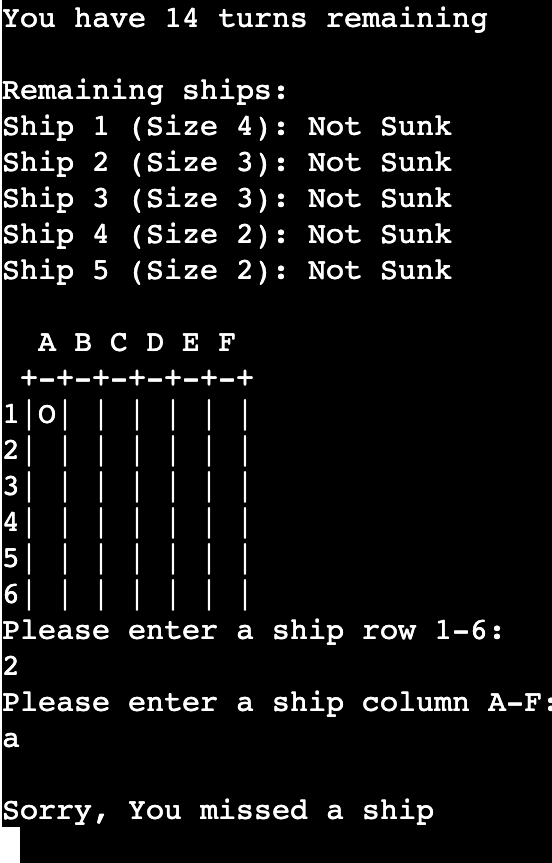 You have 14 turns remaining

Remaining ships:
Ship 1 (Size 4): Not Sunk
Ship 2 (Size 3): Not Sunk
Ship 3 (Size 3): Not Sunk
Ship 4 (Size 2): Not Sunk
Ship 5 (Size 2): Not Sunk

  A B C D E F
 +-+-+-+-+-+-+
1|O| | | | | |
2| | | | | | |
3| | | | | | |
4| | | | | | |
5| | | | | | |
6| | | | | | |
Please enter a ship row 1-6:
2
Please enter a ship column A-F:
a

Sorry, You missed a ship